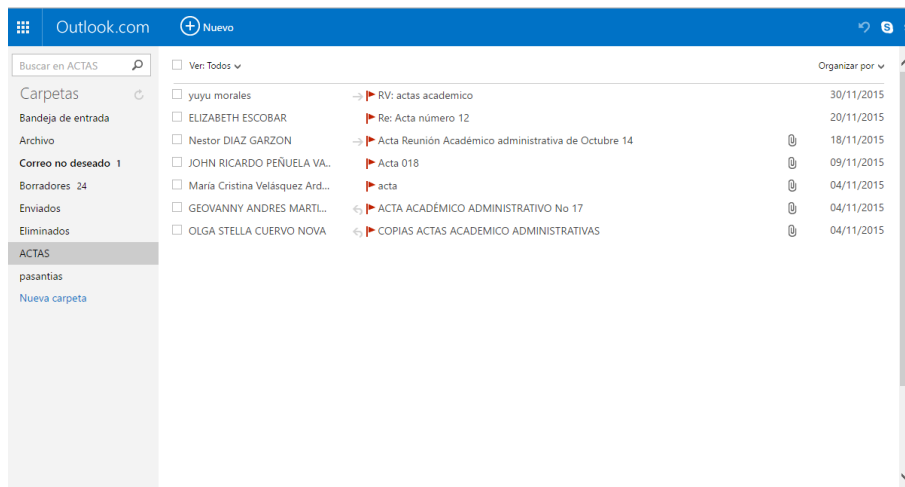 Outlook.com Nuevo
Buscar en ACTAS Ver: Todos Organizar por
Carpetas
Bandeja de entrada
Archivo
Correo no deseado 1
Borradores 24
Enviados
Eliminados
ACTAS
pasantias
Nueva carpeta
yuyu morales RV: actas academico 30/11/2015
ELIZABETH ESCOBAR Re: Acta número 12 20/11/2015
Nestor DIAZ GARZON Acta Reunión Académico administrativa de Octubre 14 18/11/2015
JOHN RICARDO PEÑUELA VA.. Acta 018 09/11/2015
María Cristina Velásquez Ard... acta 04/11/2015
GEOVANNY ANDRES MARTI... ACTA ACADÉMICO ADMINISTRATIVO No 17 04/11/2015
OLGA STELLA CUERVO NOVA COPIAS ACTAS ACADEMICO ADMINISTRATIVAS 04/11/2015